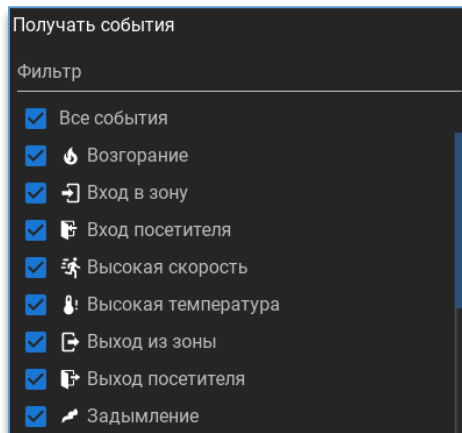 Получать события
Фильтр
Все события
Возгорание
Вход в зону
Вход посетителя
Высокая скорость
Высокая температура
Выход из зоны
Выход посетителя
Задымление